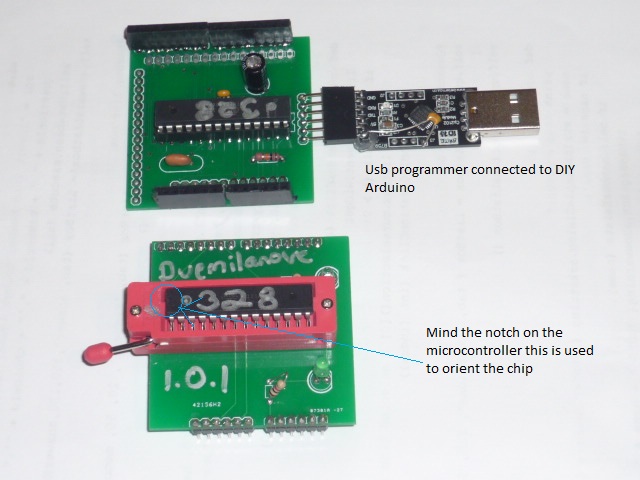 328
Usb programmer connected to DIY
Arduino
Duemilanove
328
Mind the notch on the
microcontroller this is used
to orient the chip
1.0.1